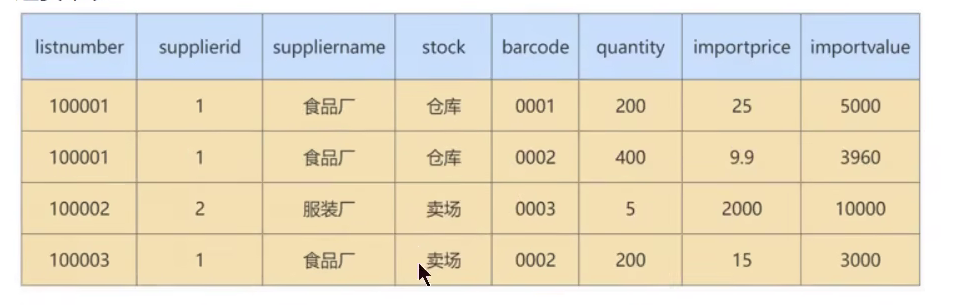 listnumber supplierid suppliername stock barcode quantity importprice importvalue
100001 1 食品厂 仓库 0001 200 25 5000
100001 1 食品厂 仓库 0002 400 9.9 3960
100002 2 服装厂 卖场 0003 5 2000 10000
100003 1 食品厂 卖场 0002 200 15 3000